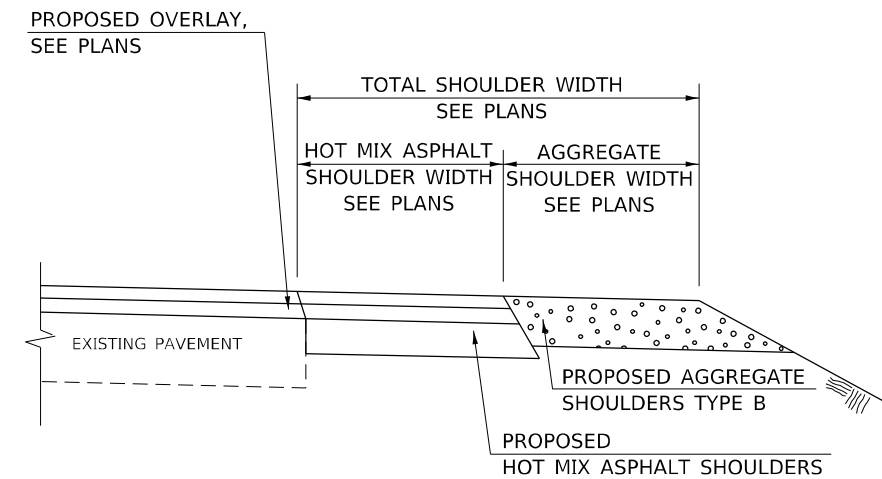 PROPOSED OVERLAY,
SEE PLANS
TOTAL SHOULDER WIDTH
SEE PLANS
HOT MIX ASPHALT
SHOULDER WIDTH
SEE PLANS
AGGREGATE
SHOULDER WIDTH
SEE PLANS
EXISTING PAVEMENT
PROPOSED AGGREGATE
SHOULDERS TYPE B
PROPOSED
HOT MIX ASPHALT SHOULDERS